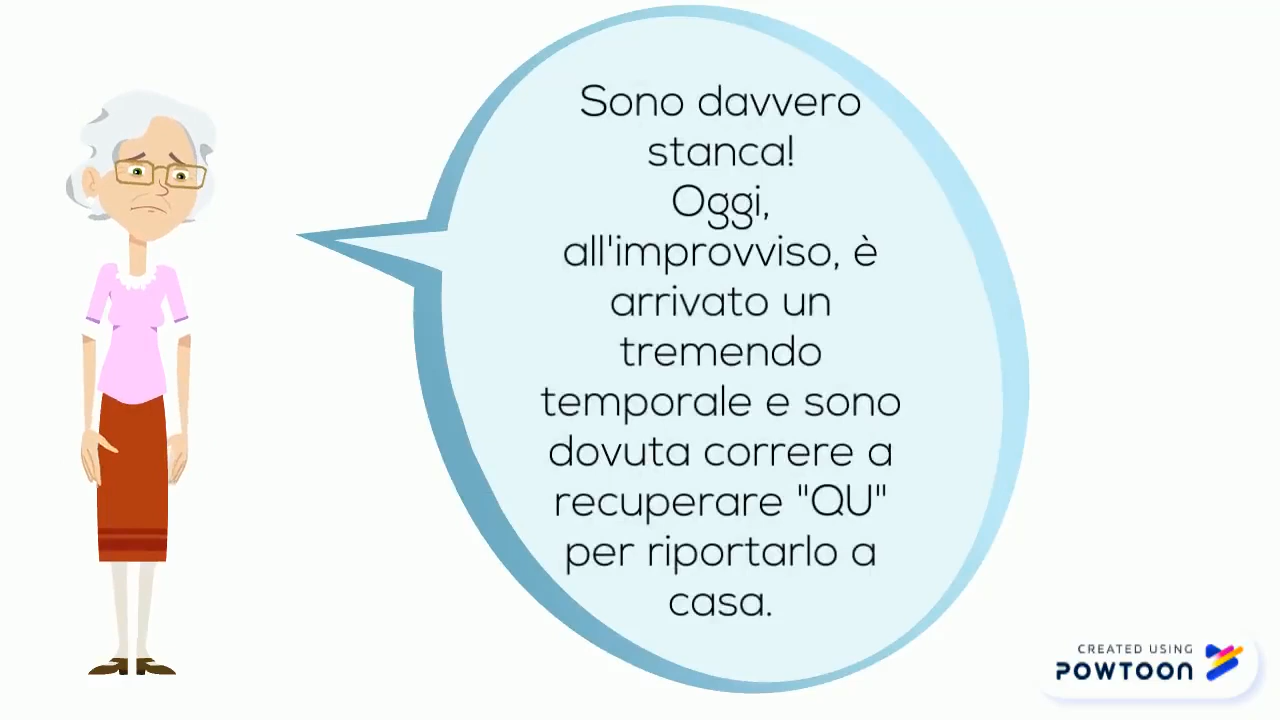 Sono davvero
stanca!
Oggi,
all'improvviso, è
arrivato un
tremendo
temporale e sono
dovuta correre a
recuperare "QU"
per riportarlo a
casa.
CREATED USING
POWTOON